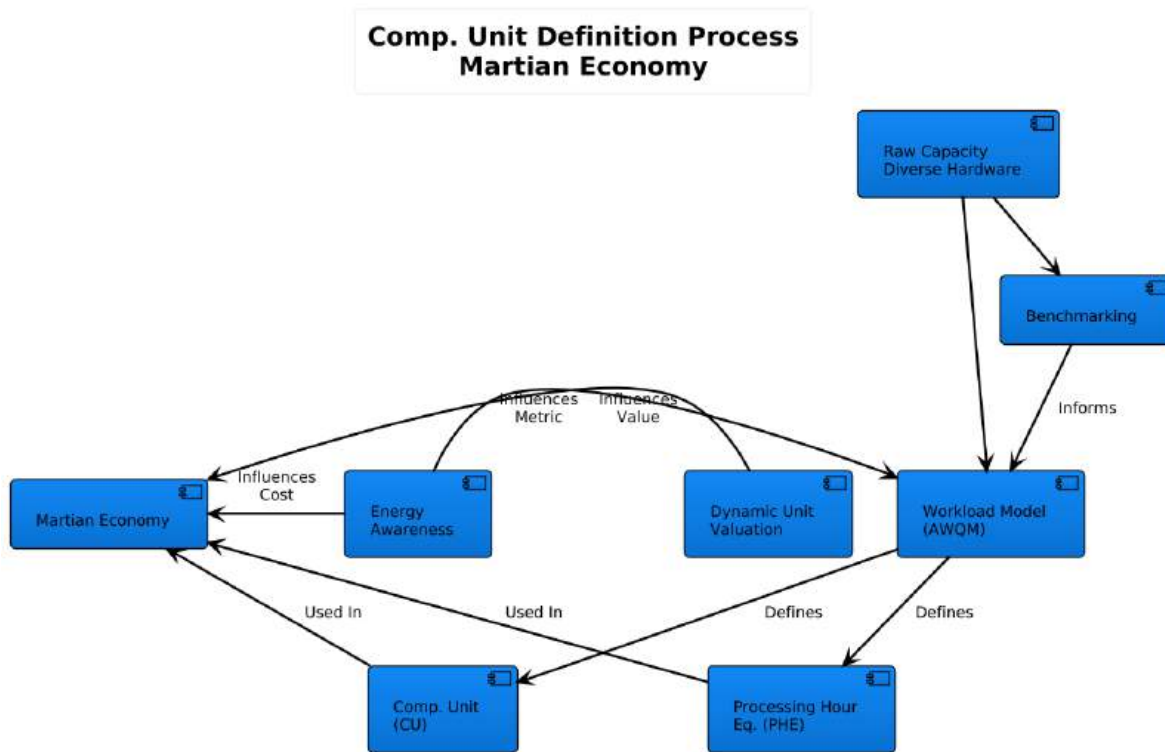 Comp. Unit Definition Process
Martian Economy
Raw Capacity
Diverse Hardware
Benchmarking
Informs
Influences
Metric
Influences
Value
Influences
Cost
Martian Economy
Energy
Awareness
Dynamic Unit
Valuation
Workload Model
(AWQM)
Used In
Used In
Defines
Defines
Comp. Unit
(CU)
Processing Hour
Eq. (PHE)